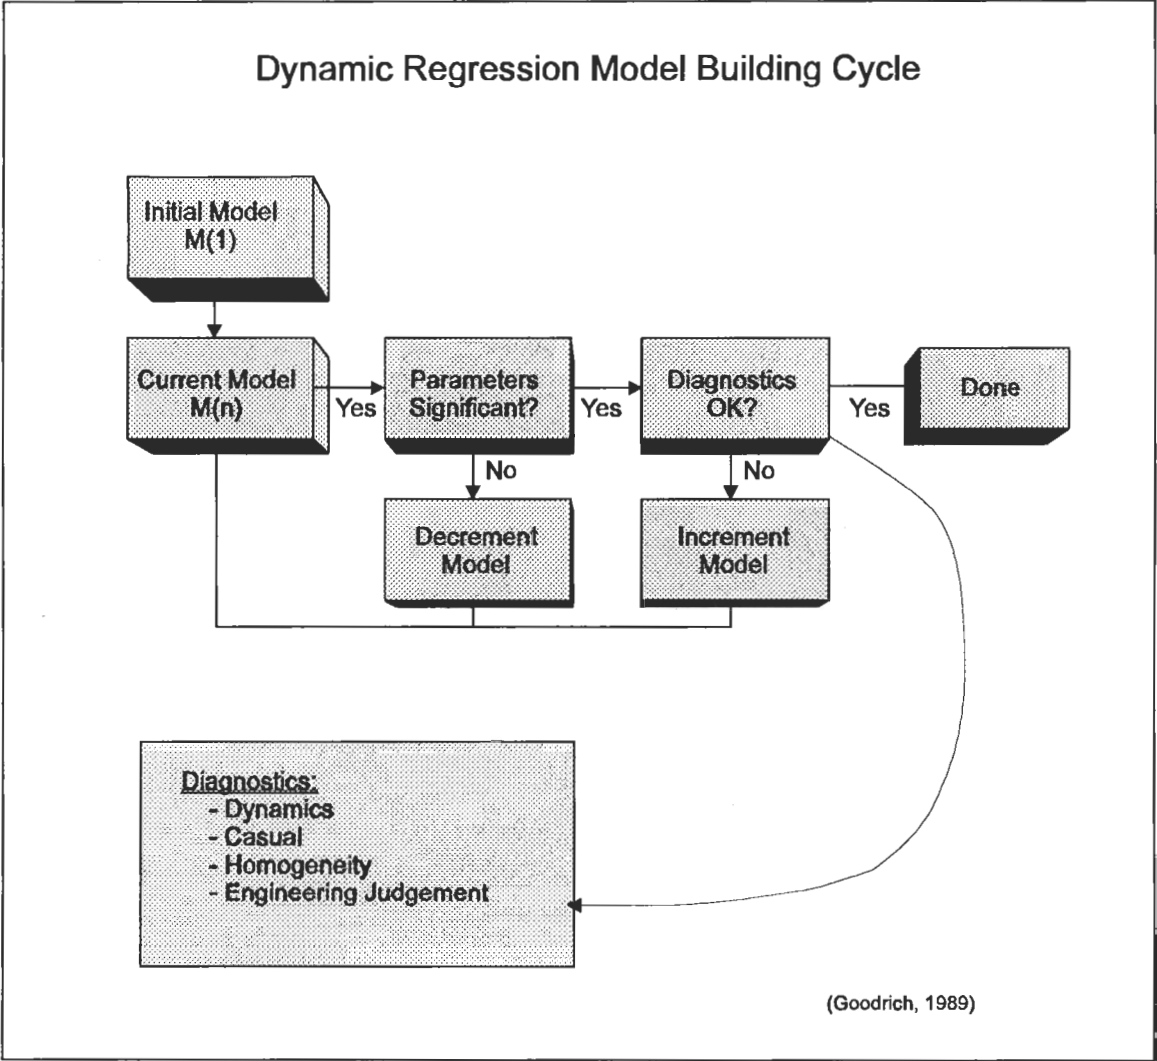 Dynamic Regression Model Building Cycle
Initial Model
M(1)
Current Model
M(n)
Yes
Parameters
Significant?
Yes
Diagnostics
OK?
Yes
Done
No
No
Decrement
Model
Increment
Model
Diagnostics:
- Dynamics
- Casual
- Homogeneity
- Engineering Judgement
(Goodrich, 1989)